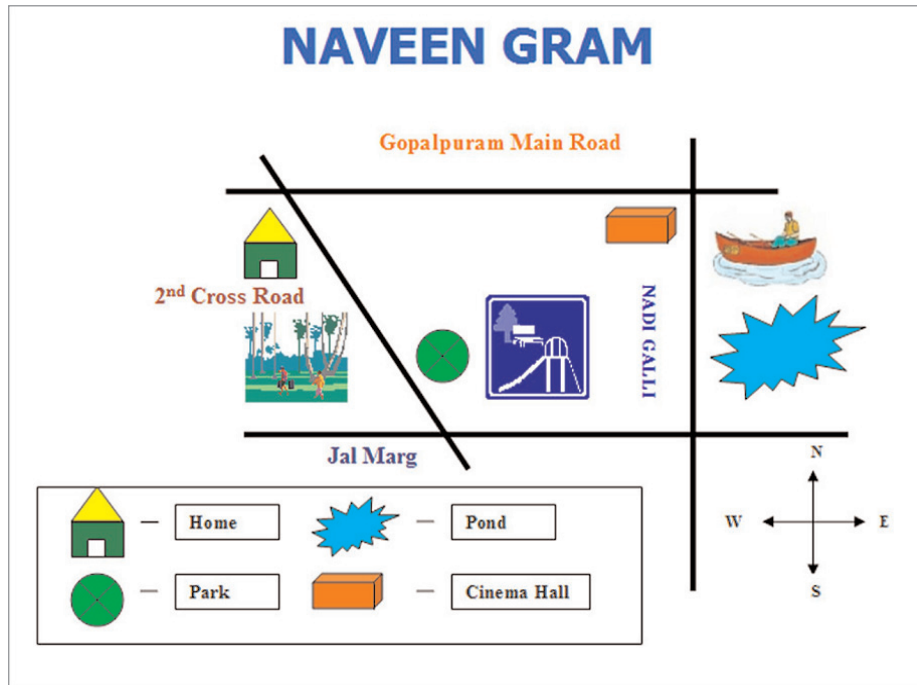 NAVEEN GRAM
Gopalpuram Main Road
2nd Cross Road
NADI GALLI
Jal Marg
N
W E
S
Home
Pond
Park
Cinema Hall